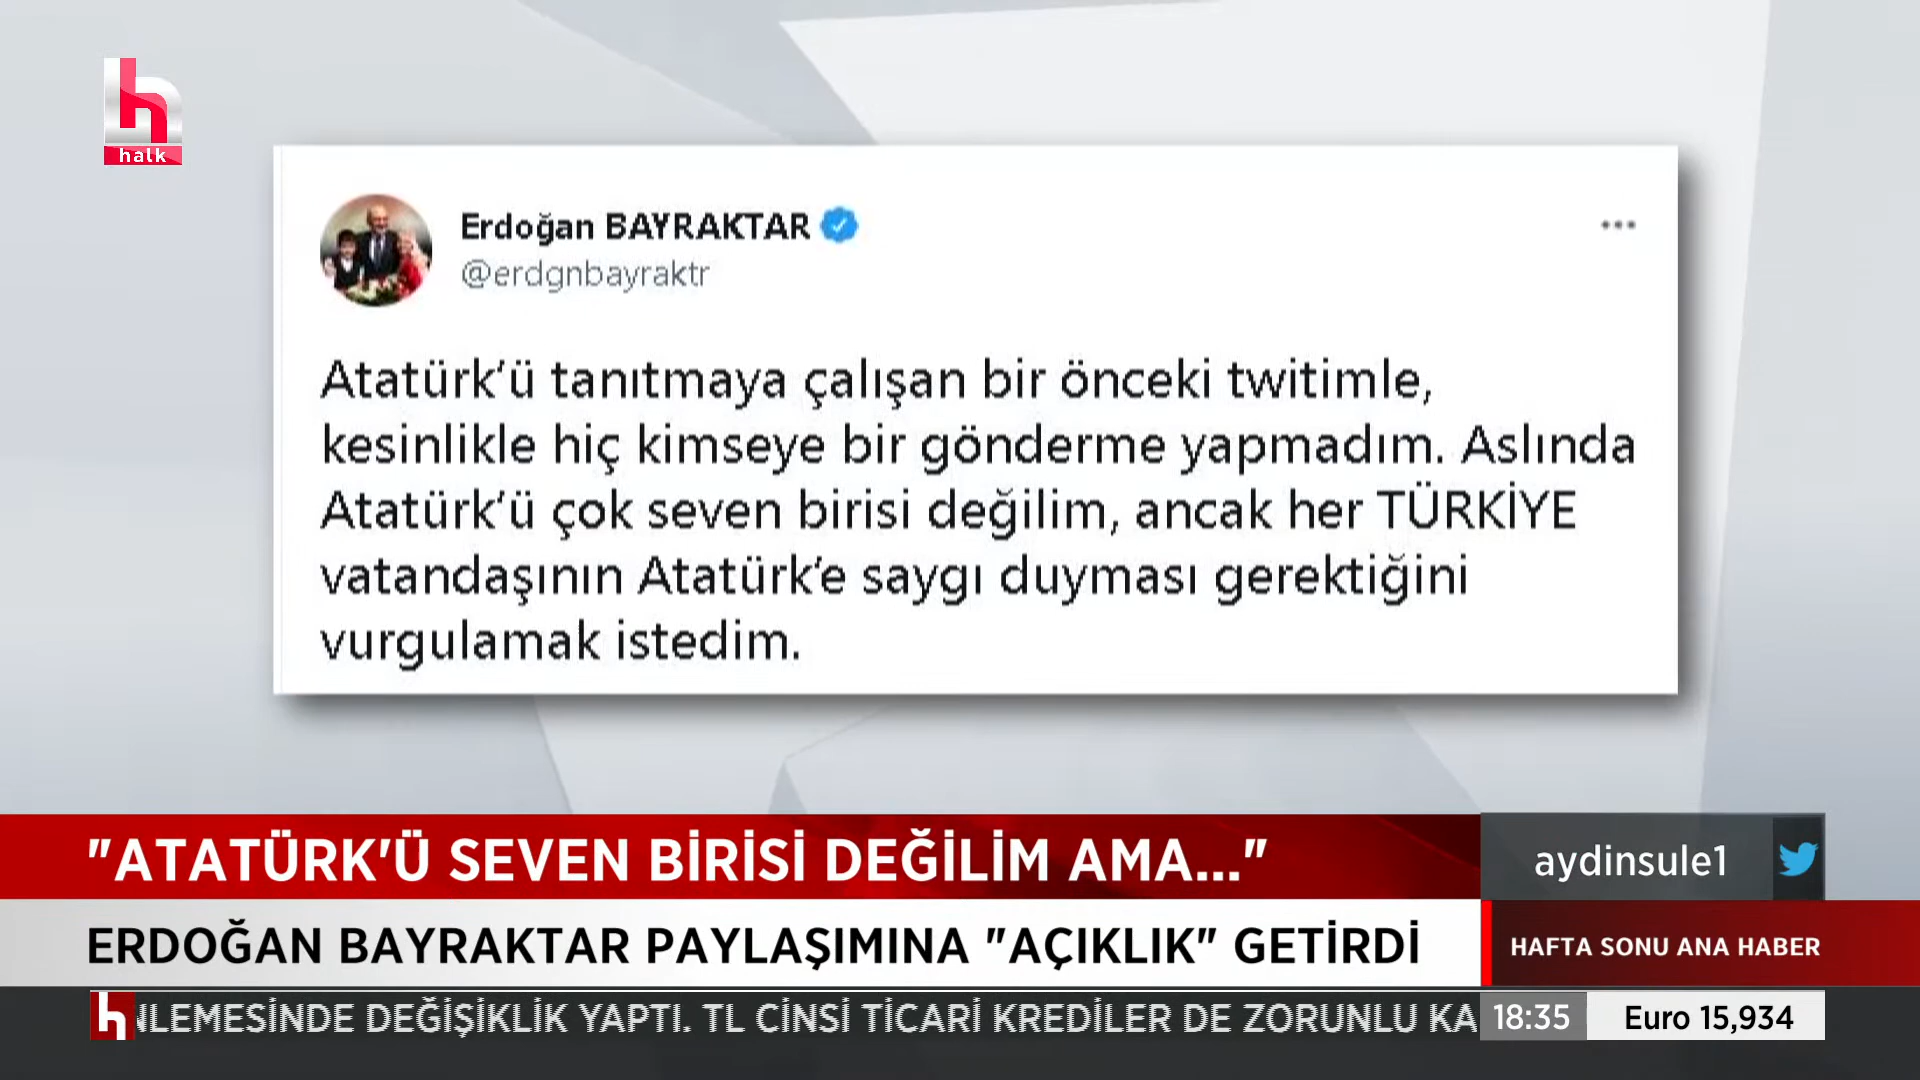 h
halk
Erdoğan BAYRAKTAR
@erdgnbayraktr
Atatürk'ü tanıtmaya çalışan bir önceki twitimle,
kesinlikle hiç kimseye bir gönderme yapmadım. Aslında
Atatürk'ü çok seven birisi değilim, ancak her TÜRKİYE
vatandaşının Atatürk'e saygı duyması gerektiğini
vurgulamak istedim.
"ATATÜRK'Ü SEVEN BİRİSİ DEĞİLİM AMA..."
aydinsule1
ERDOĞAN BAYRAKTAR PAYLAŞIMINA "AÇIKLIK" GETİRDİ
HAFTA SONU ANA HABER
h
NLEMESİNDE DEĞİŞİKLİK YAPTI. TL CİNSİ TİCARİ KREDİLER DE ZORUNLU KA
18:35
Euro 15,934